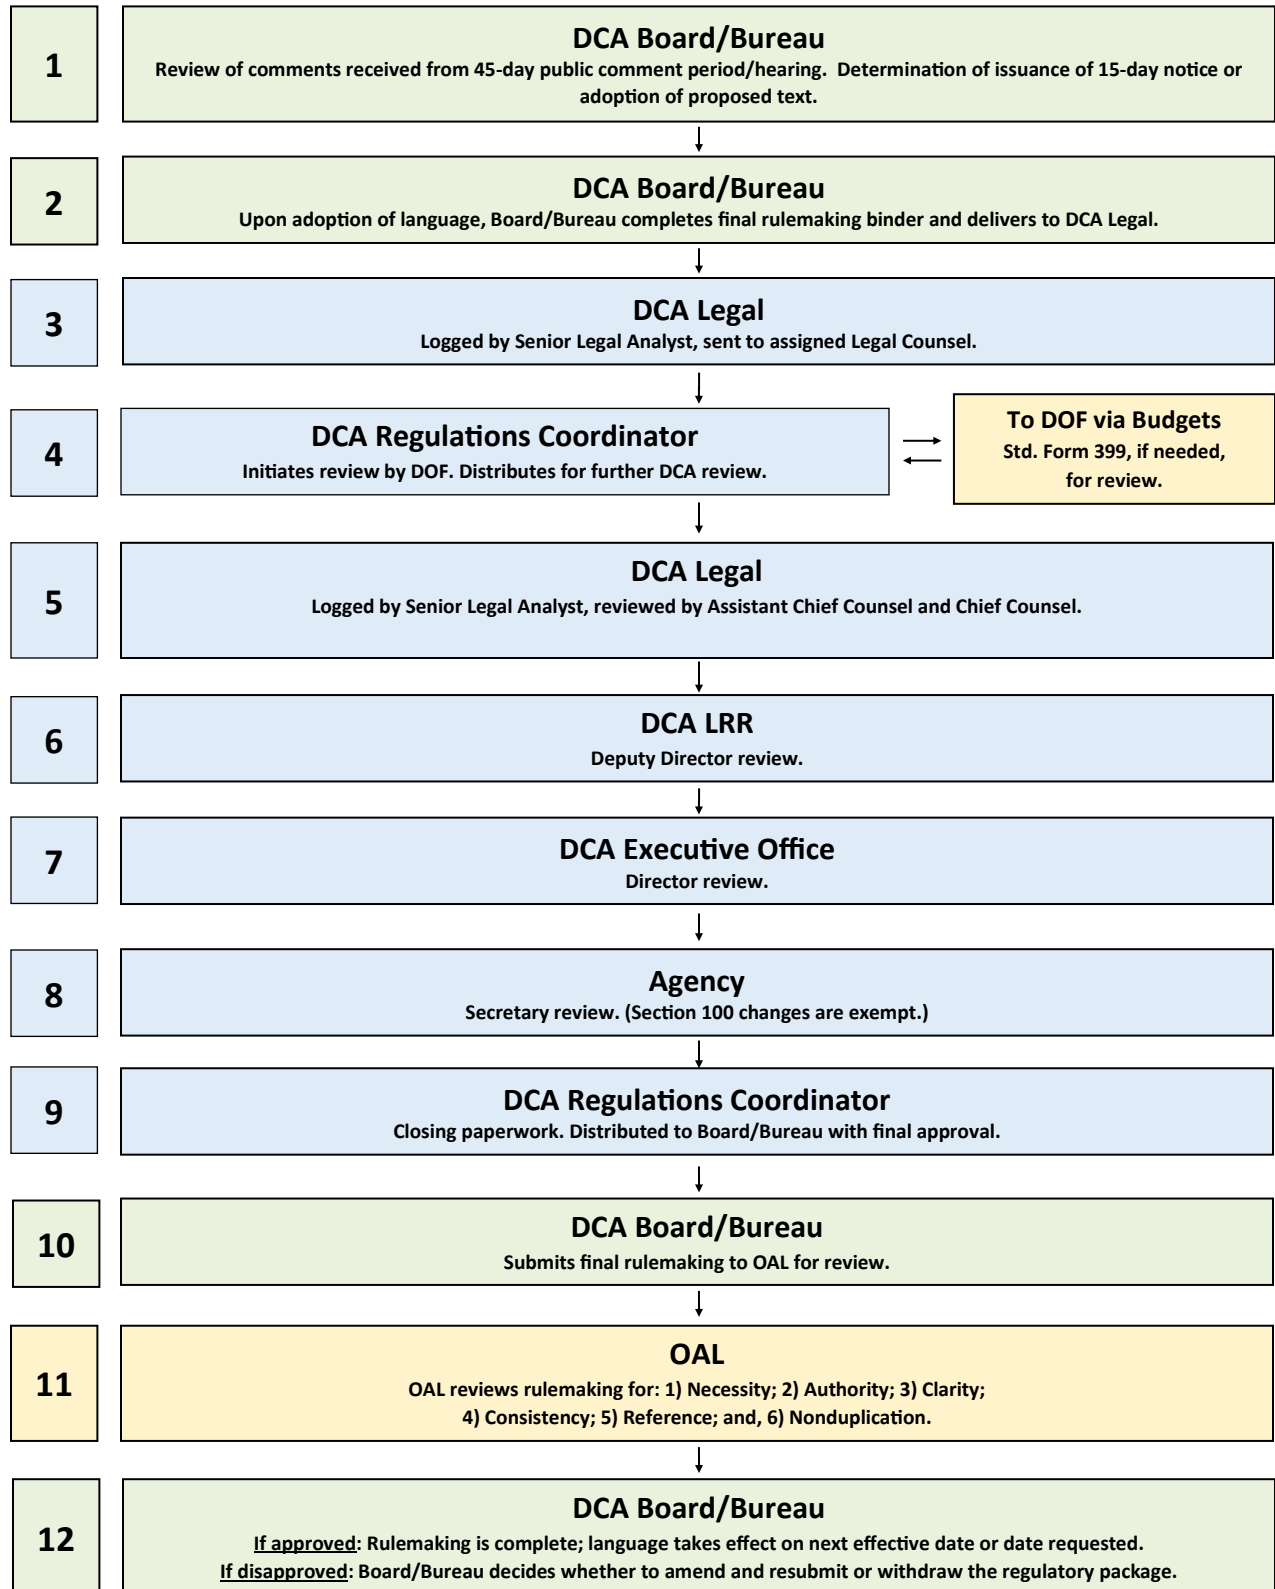 1
DCA Board/Bureau
Review of comments received from 45-day public comment period/hearing.  Determination of issuance of 15-day notice or
adoption of proposed text.
2
DCA Board/Bureau
Upon adoption of language, Board/Bureau completes final rulemaking binder and delivers to DCA Legal.
3
DCA Legal
Logged by Senior Legal Analyst, sent to assigned Legal Counsel.
4
DCA Regulations Coordinator
Initiates review by DOF. Distributes for further DCA review.
To DOF via Budgets
Std. Form 399, if needed,
for review.
5
DCA Legal
Logged by Senior Legal Analyst, reviewed by Assistant Chief Counsel and Chief Counsel.
6
DCA LRR
Deputy Director review.
7
DCA Executive Office
Director review.
8
Agency
Secretary review. (Section 100 changes are exempt.)
9
DCA Regulations Coordinator
Closing paperwork. Distributed to Board/Bureau with final approval.
10
DCA Board/Bureau
Submits final rulemaking to OAL for review.
11
OAL
OAL reviews rulemaking for: 1) Necessity; 2) Authority; 3) Clarity;
4) Consistency; 5) Reference; and, 6) Nonduplication.
12
DCA Board/Bureau
If approved: Rulemaking is complete; language takes effect on next effective date or date requested.
If disapproved: Board/Bureau decides whether to amend and resubmit or withdraw the regulatory package.